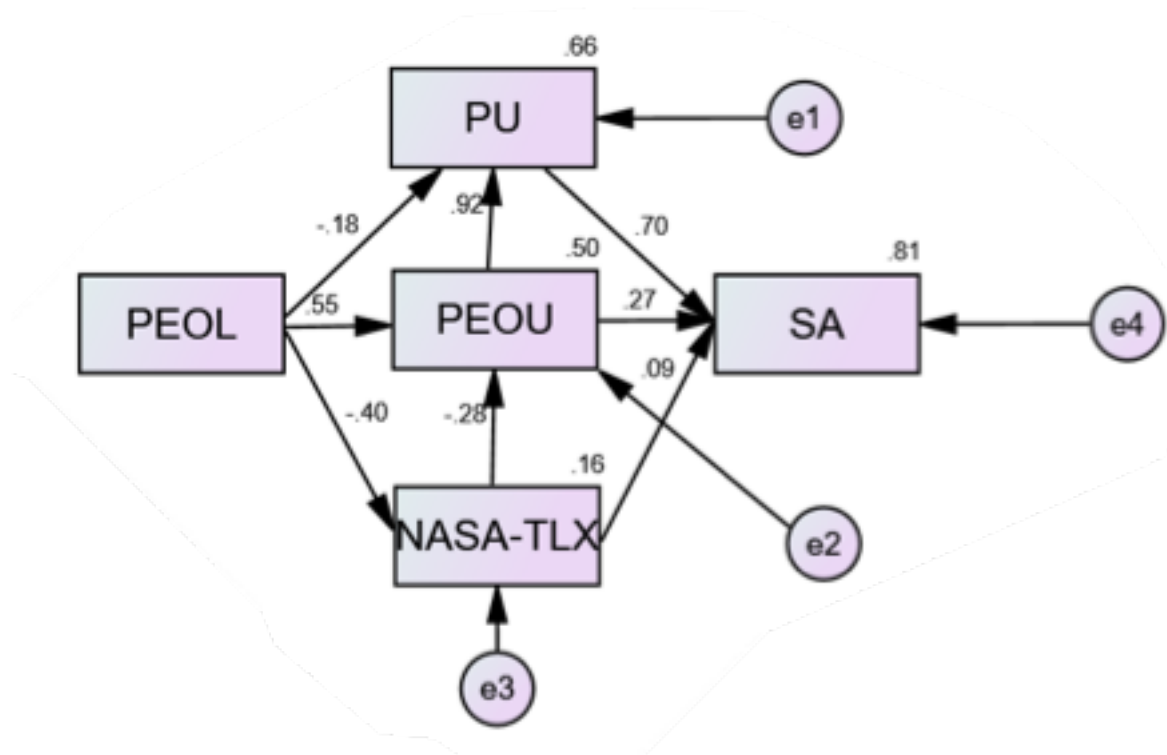 .66
PU
e1
-.18
.92
.70
.50
.81
PEOL
.55
PEOU
.27
SA
e4
-.40
-.28
.09
.16
NASA-TLX
e2
e3